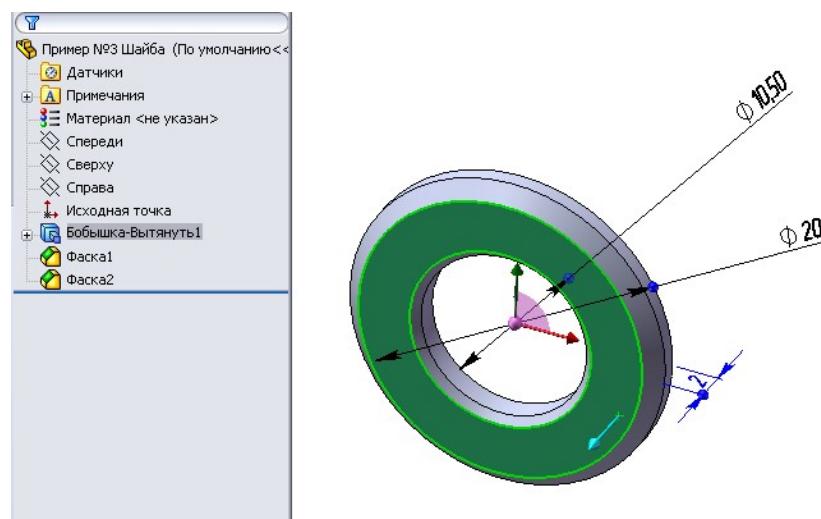 Пример №3 Шайба (По умолчанию<<
Датчики
A Примечания
Материал <не указан>
Спереди
Сверху
Справа
Исходная точка
Бобышка-Вытянуть1
Фаска1
Фаска2
Φ 10,50
Φ 20
2